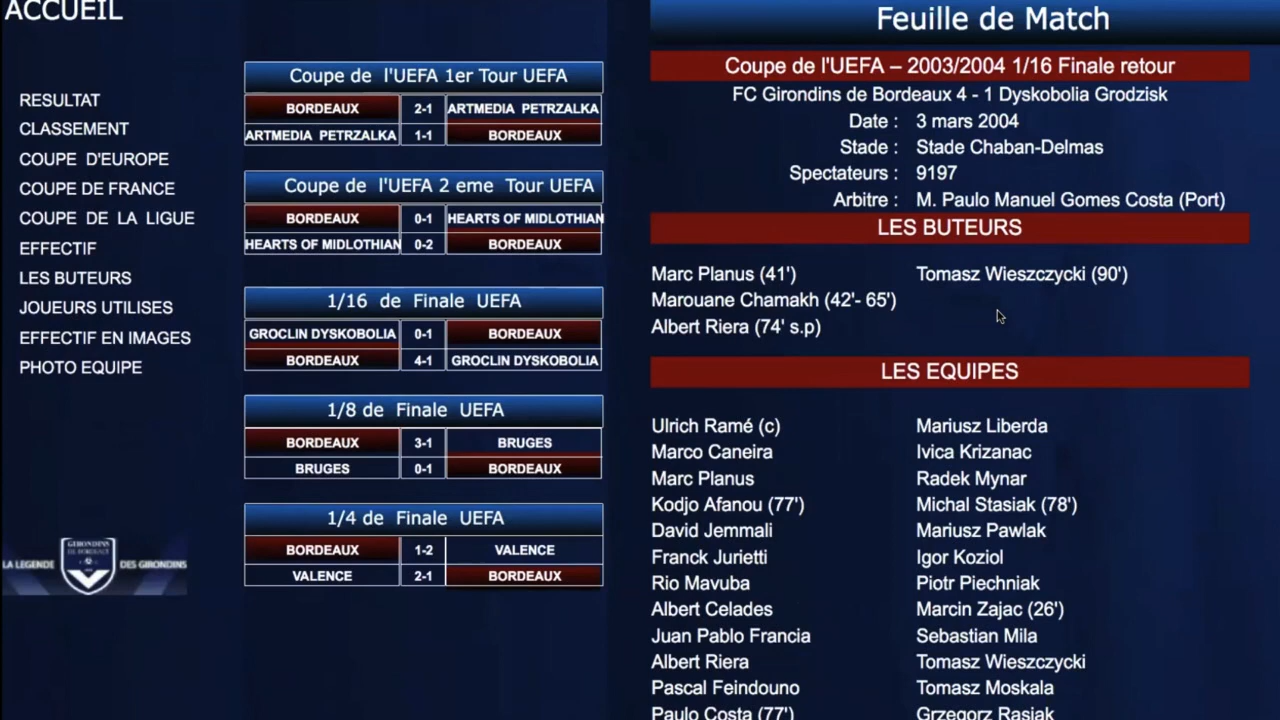 ACCUEIL
RESULTAT
CLASSEMENT
COUPE D'EUROPE
COUPE DE FRANCE
COUPE DE LA LIGUE
EFFECTIF
LES BUTEURS
JOUEURS UTILISES
EFFECTIF EN IMAGES
PHOTO EQUIPE
LA LEGENDE GIRONDINS DE BORDEAUX DES GIRONDINS
Coupe de l'UEFA 1er Tour UEFA
BORDEAUX 2-1 ARTMEDIA PETRZALKA
ARTMEDIA PETRZALKA 1-1 BORDEAUX
Coupe de l'UEFA 2 eme Tour UEFA
BORDEAUX 0-1 HEARTS OF MIDLOTHIAN
HEARTS OF MIDLOTHIAN 0-2 BORDEAUX
1/16 de Finale UEFA
GROCLIN DYSKOBOLIA 0-1 BORDEAUX
BORDEAUX 4-1 GROCLIN DYSKOBOLIA
1/8 de Finale UEFA
BORDEAUX 3-1 BRUGES
BRUGES 0-1 BORDEAUX
1/4 de Finale UEFA
BORDEAUX 1-2 VALENCE
VALENCE 2-1 BORDEAUX
Feuille de Match
Coupe de l'UEFA – 2003/2004 1/16 Finale retour
FC Girondins de Bordeaux 4 - 1 Dyskobolia Grodzisk
Date : 3 mars 2004
Stade : Stade Chaban-Delmas
Spectateurs : 9197
Arbitre : M. Paulo Manuel Gomes Costa (Port)
LES BUTEURS
Marc Planus (41') Tomasz Wieszczycki (90')
Marouane Chamakh (42'- 65')
Albert Riera (74' s.p)
LES EQUIPES
Ulrich Ramé (c) Mariusz Liberda
Marco Caneira Ivica Krizanac
Marc Planus Radek Mynar
Kodjo Afanou (77') Michal Stasiak (78')
David Jemmali Mariusz Pawlak
Franck Jurietti Igor Koziol
Rio Mavuba Piotr Piechniak
Albert Celades Marcin Zajac (26')
Juan Pablo Francia Sebastian Mila
Albert Riera Tomasz Wieszczycki
Pascal Feindouno Tomasz Moskala
Paulo Costa (77') Grzegorz Rasiak